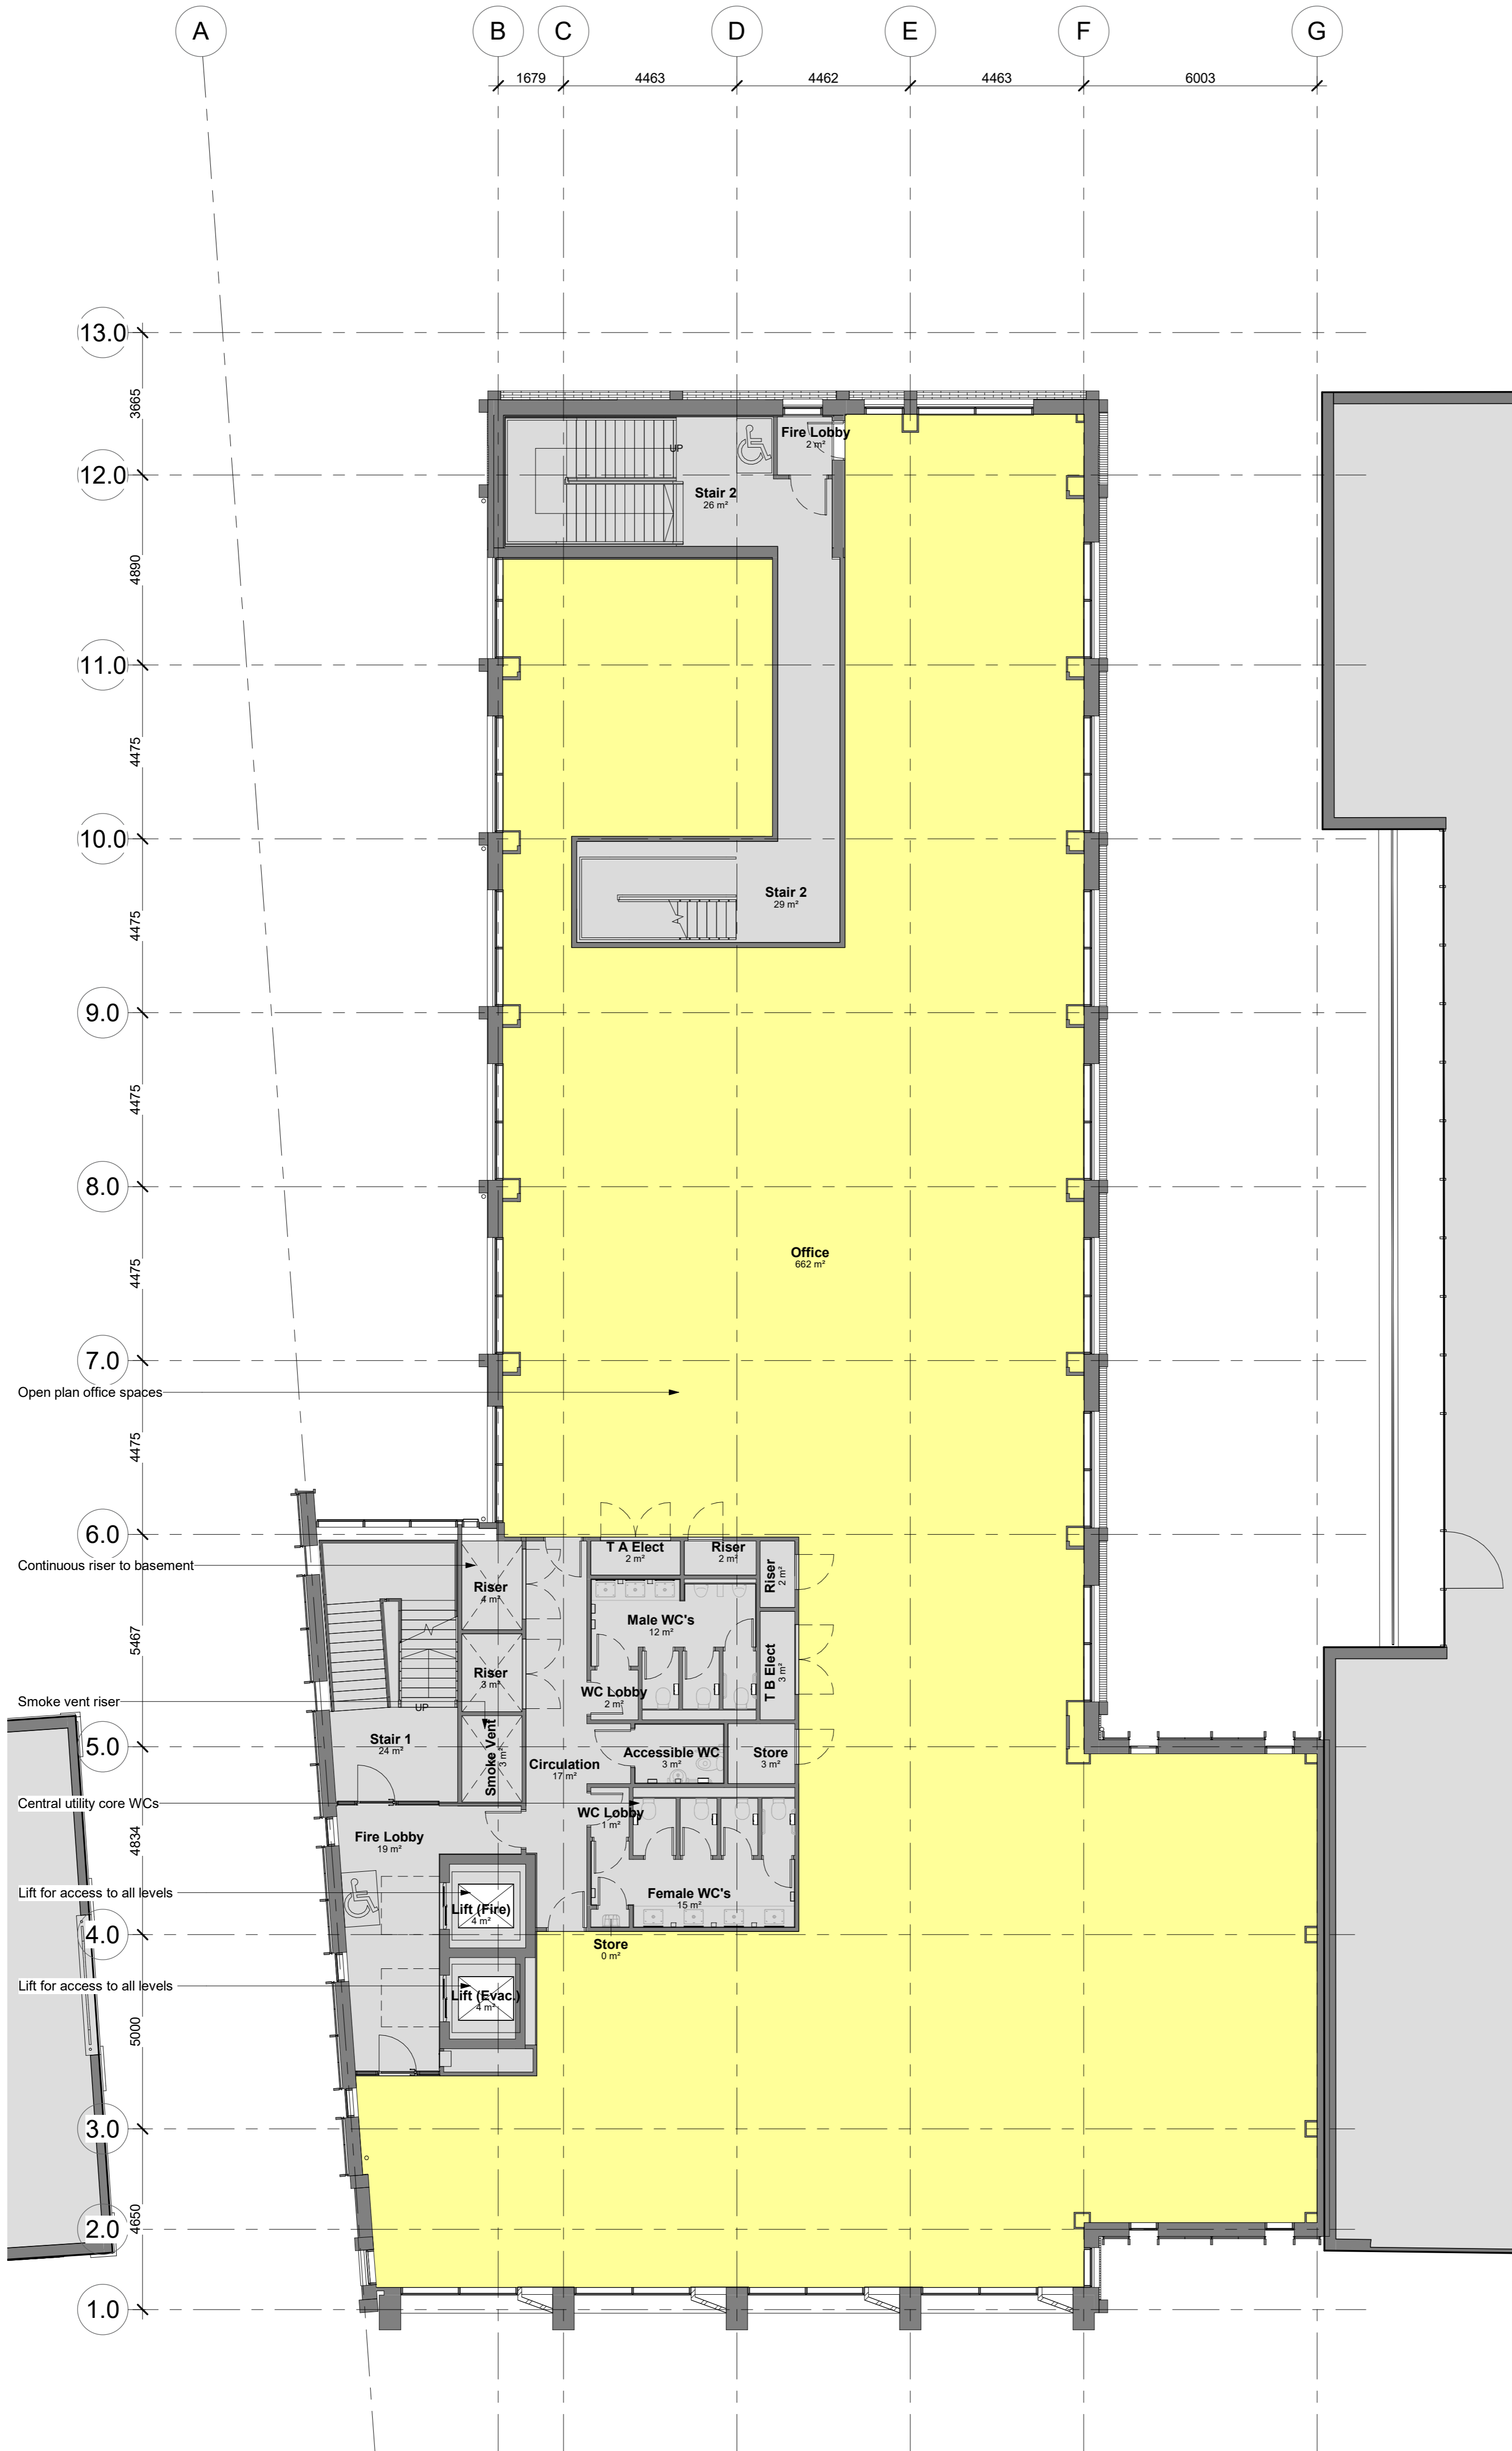 A
B
C
D
E
F
G
1679
4463
4462
4463
6003
13.0
3665
Fire Lobby
2 m²
UP
12.0
Stair 2
26 m²
4890
11.0
4475
10.0
Stair 2
29 m²
4475
9.0
4475
8.0
Office
662 m²
4475
7.0
Open plan office spaces
4475
6.0
T A Elect
2 m²
Riser
2 m²
Continuous riser to basement
Riser
4 m²
Riser
2 m²
Male WC's
12 m²
5467
Riser
3 m²
T B Elect
3 m²
WC Lobby
2 m²
Smoke vent riser
UP
Stair 1
24 m²
5.0
Smoke Vent
3 m²
Circulation
17 m²
Accessible WC
3 m²
Store
3 m²
Central utility core WCs
WC Lobby
1 m²
4834
Fire Lobby
19 m²
Lift for access to all levels
Female WC's
15 m²
Lift (Fire)
4 m²
4.0
Store
0 m²
Lift for access to all levels
Lift (Evac.)
4 m²
5000
3.0
4650
2.0
1.0